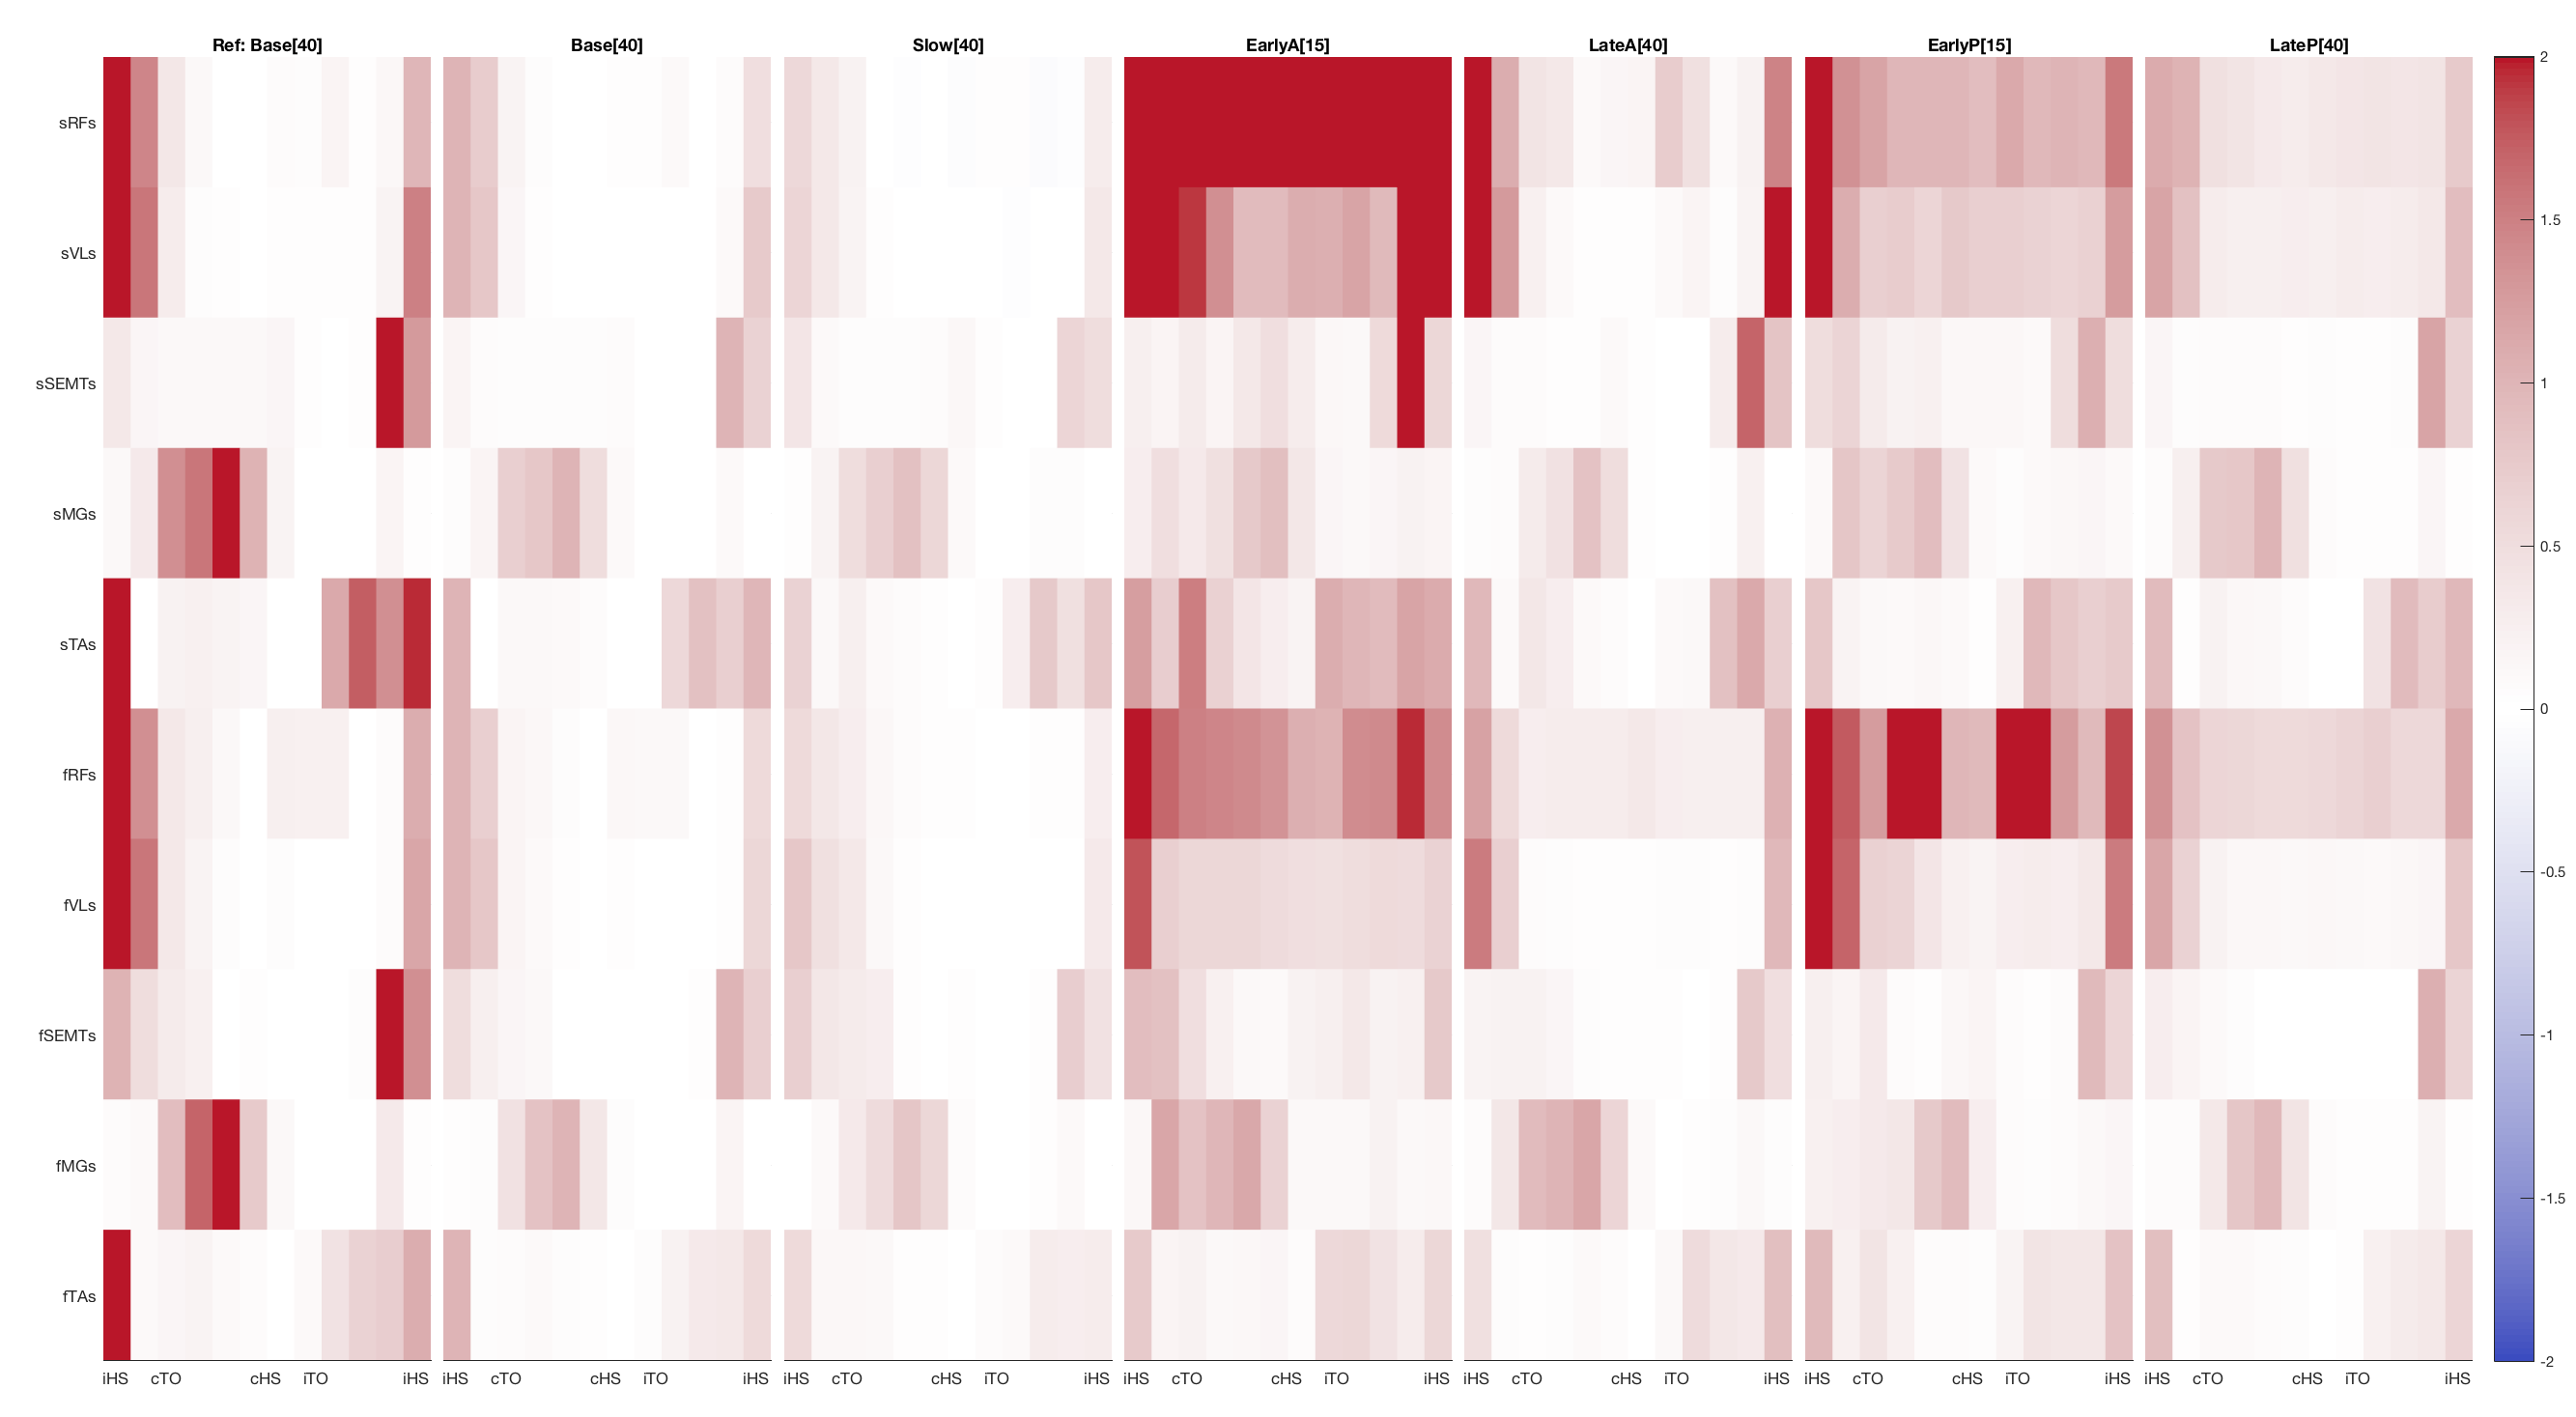 Ref: Base[40] Base[40] Slow[40] EarlyA[15] LateA[40] EarlyP[15] LateP[40]
sRFs
sVLs
sSEMTs
sMGs
sTAs
fRFs
fVLs
fSEMTs
fMGs
fTAs
iHS cTO cHS iTO iHS iHS cTO cHS iTO iHS iHS cTO cHS iTO iHS iHS cTO cHS iTO iHS iHS cTO cHS iTO iHS iHS cTO cHS iTO iHS iHS cTO cHS iTO iHS
2
1.5
1
0.5
0
-0.5
-1
-1.5
-2